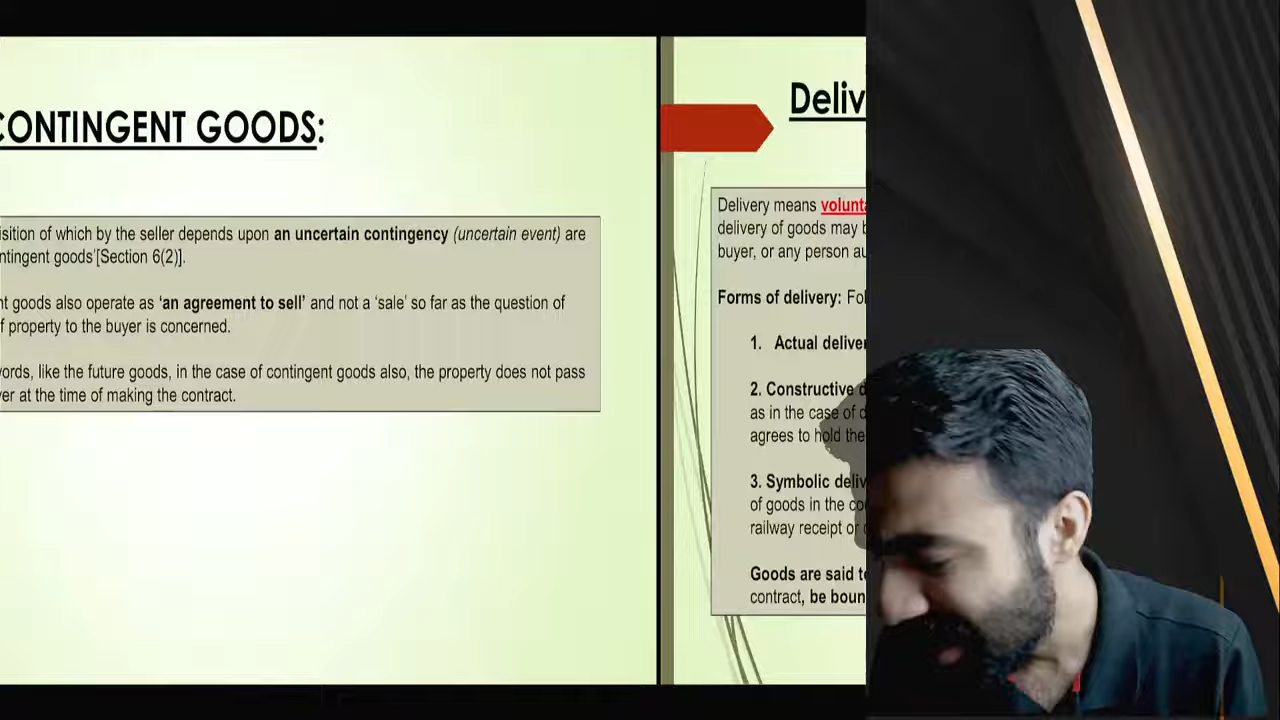 CONTINGENT GOODS:
isition of which by the seller depends upon an uncertain contingency (uncertain event) are
ntingent goods'[Section 6(2)].
nt goods also operate as ‘an agreement to sell’ and not a ‘sale’ so far as the question of
f property to the buyer is concerned.
vords, like the future goods, in the case of contingent goods also, the property does not pass
yer at the time of making the contract.
Deliv
Delivery means volunta
delivery of goods may b
buyer, or any person au
Forms of delivery: Fol
1. Actual deliver
2. Constructive d
as in the case of
agrees to hold the
3. Symbolic deliv
of goods in the co
railway receipt or
Goods are said to
contract, be boun